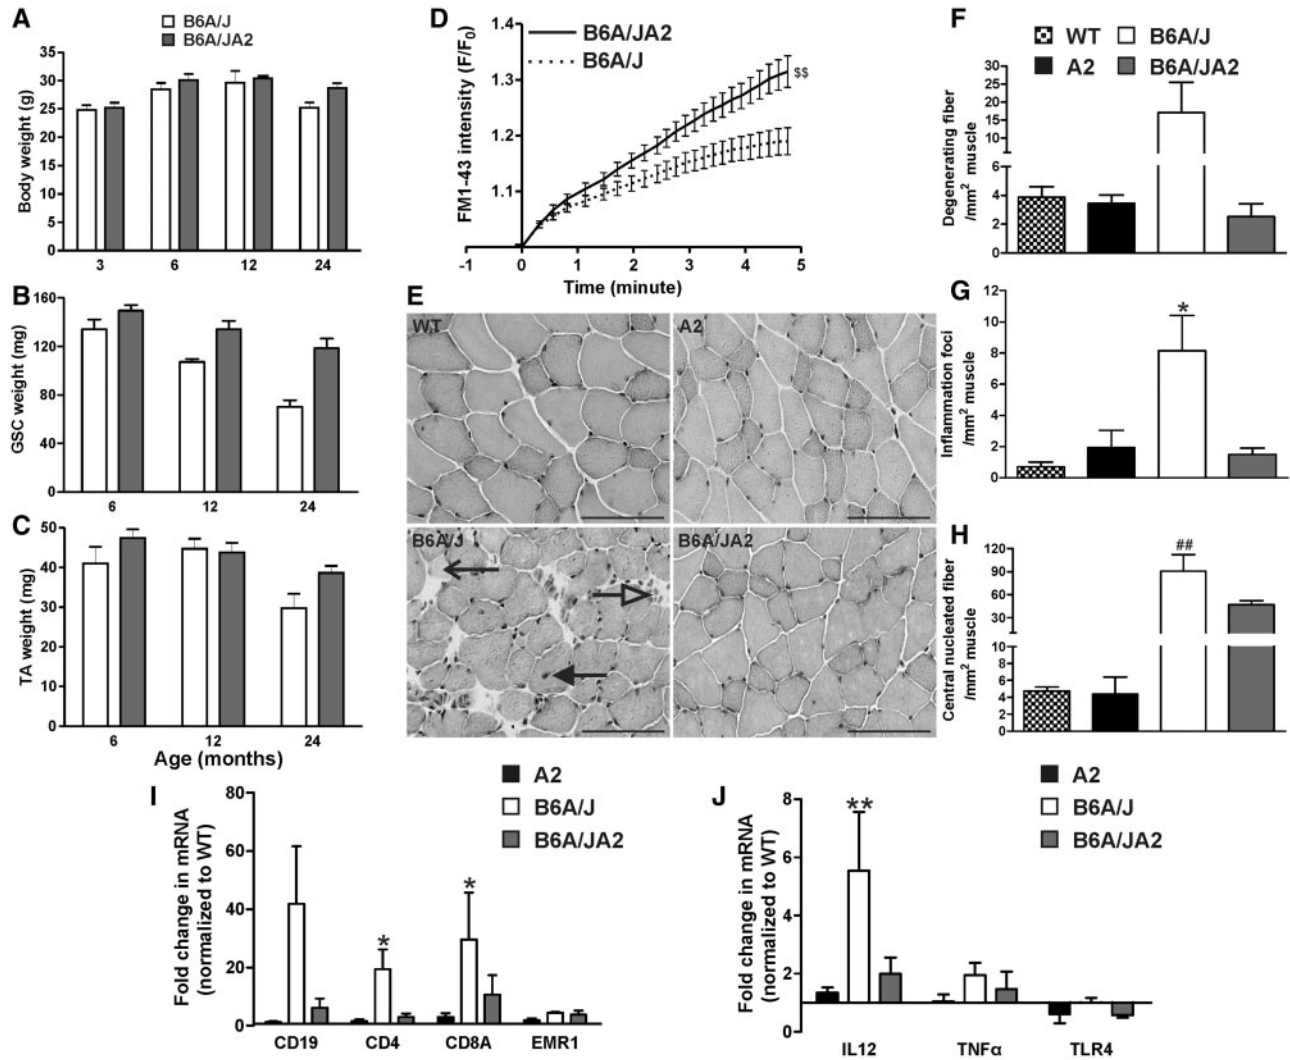 A
B6A/J
B6A/JA2
Body weight (g)
35
30
25
20
15
10
5
0
3 6 12 24
B
GSC weight (mg)
160
120
80
40
0
6 12 24
C
TA weight (mg)
50
40
30
20
10
0
6 12 24
Age (months)
D
B6A/JA2
B6A/J
FM1-43 intensity (F/F0)
1.4
1.3
1.2
1.1
$$
-1 0 1 2 3 4 5
Time (minute)
E
WT
A2
B6A/J
B6A/JA2
F
WT B6A/J
A2 B6A/JA2
Degenerating fiber
/mm2 muscle
30
25
20
15
10
6
4
2
0
G
Inflammation foci
/mm2 muscle
12
10
8
6
4
2
0
*
H
Central nucleated fiber
/mm2 muscle
120
90
60
30
10
8
6
4
2
0
##
I
A2
B6A/J
B6A/JA2
Fold change in mRNA
(normalized to WT)
80
60
40
20
0
* *
CD19 CD4 CD8A EMR1
J
A2
B6A/J
B6A/JA2
Fold change in mRNA
(normalized to WT)
8
6
4
2
0
**
IL12 TNFα TLR4